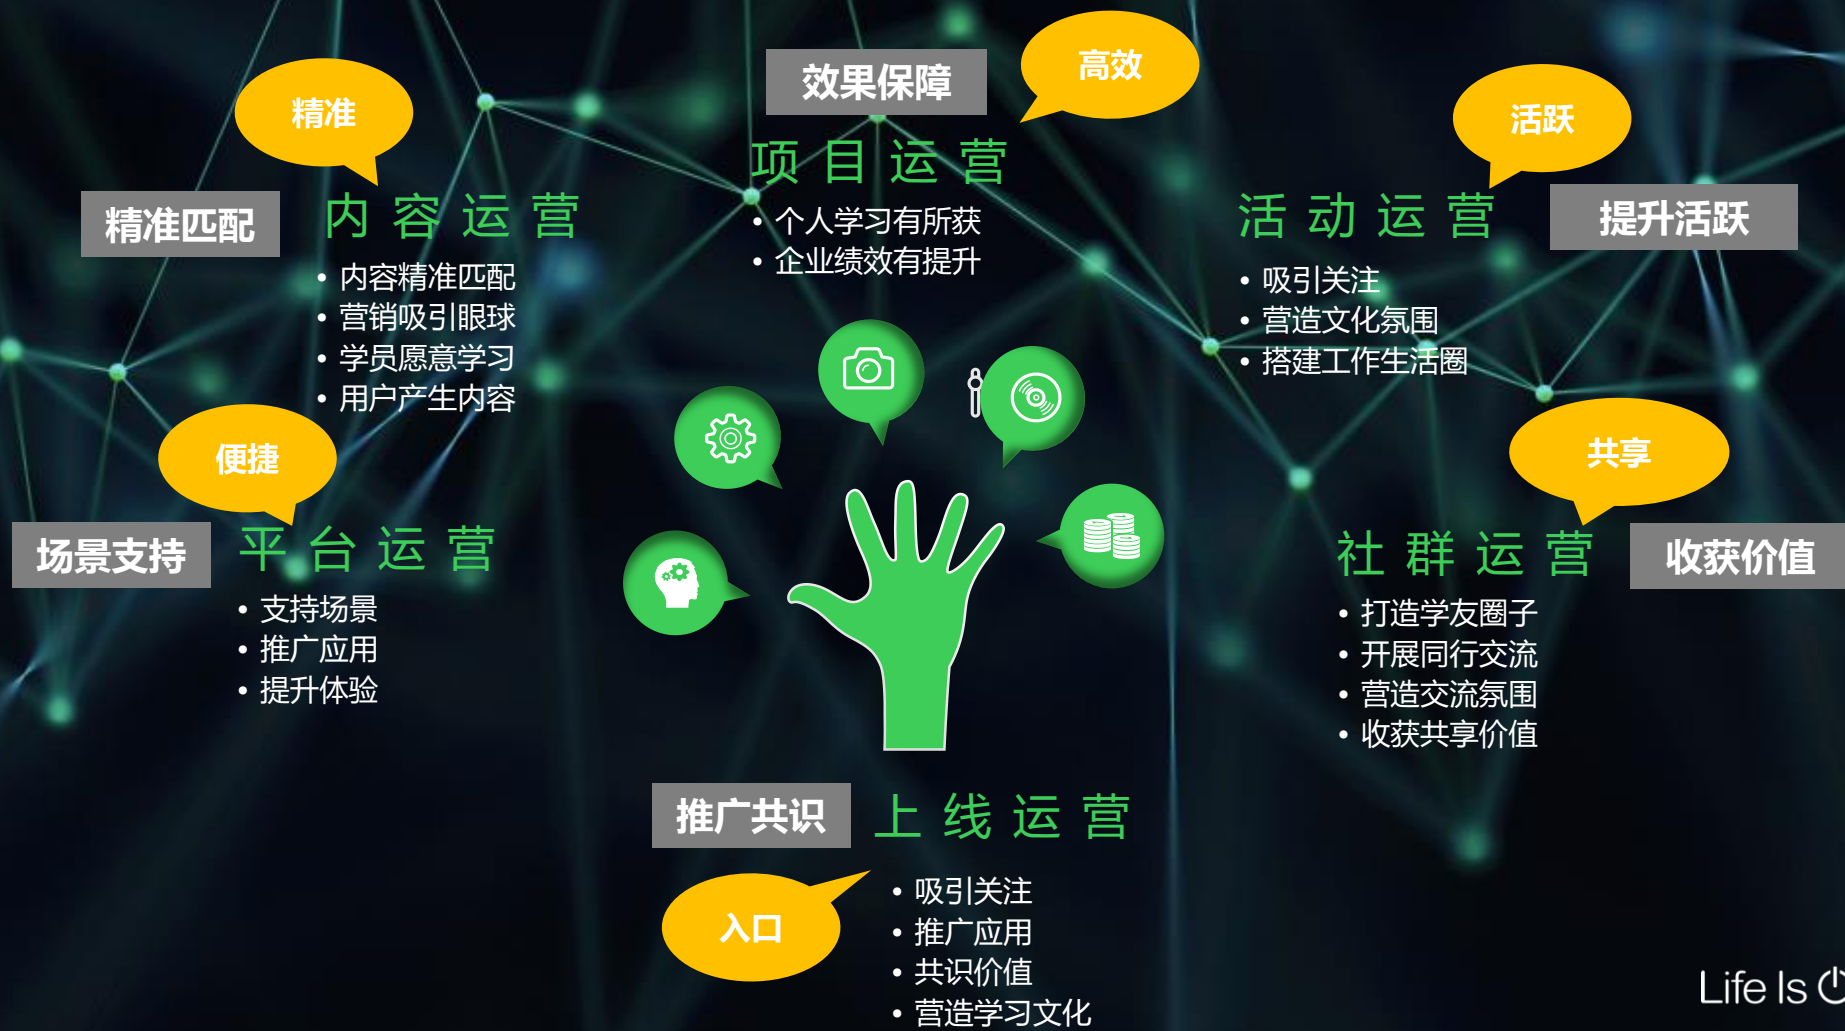 精准
精准匹配
内容运营
• 内容精准匹配
• 营销吸引眼球
• 学员愿意学习
• 用户产生内容
效果保障
高效
项目运营
• 个人学习有所获
• 企业绩效有提升
活跃
活动运营
提升活跃
• 吸引关注
• 营造文化氛围
• 搭建工作生活圈
便捷
场景支持
平台运营
• 支持场景
• 推广应用
• 提升体验
共享
社群运营
收获价值
• 打造学友圈子
• 开展同行交流
• 营造交流氛围
• 收获共享价值
推广共识
上线运营
入口
• 吸引关注
• 推广应用
• 共识价值
• 营造学习文化
Life Is